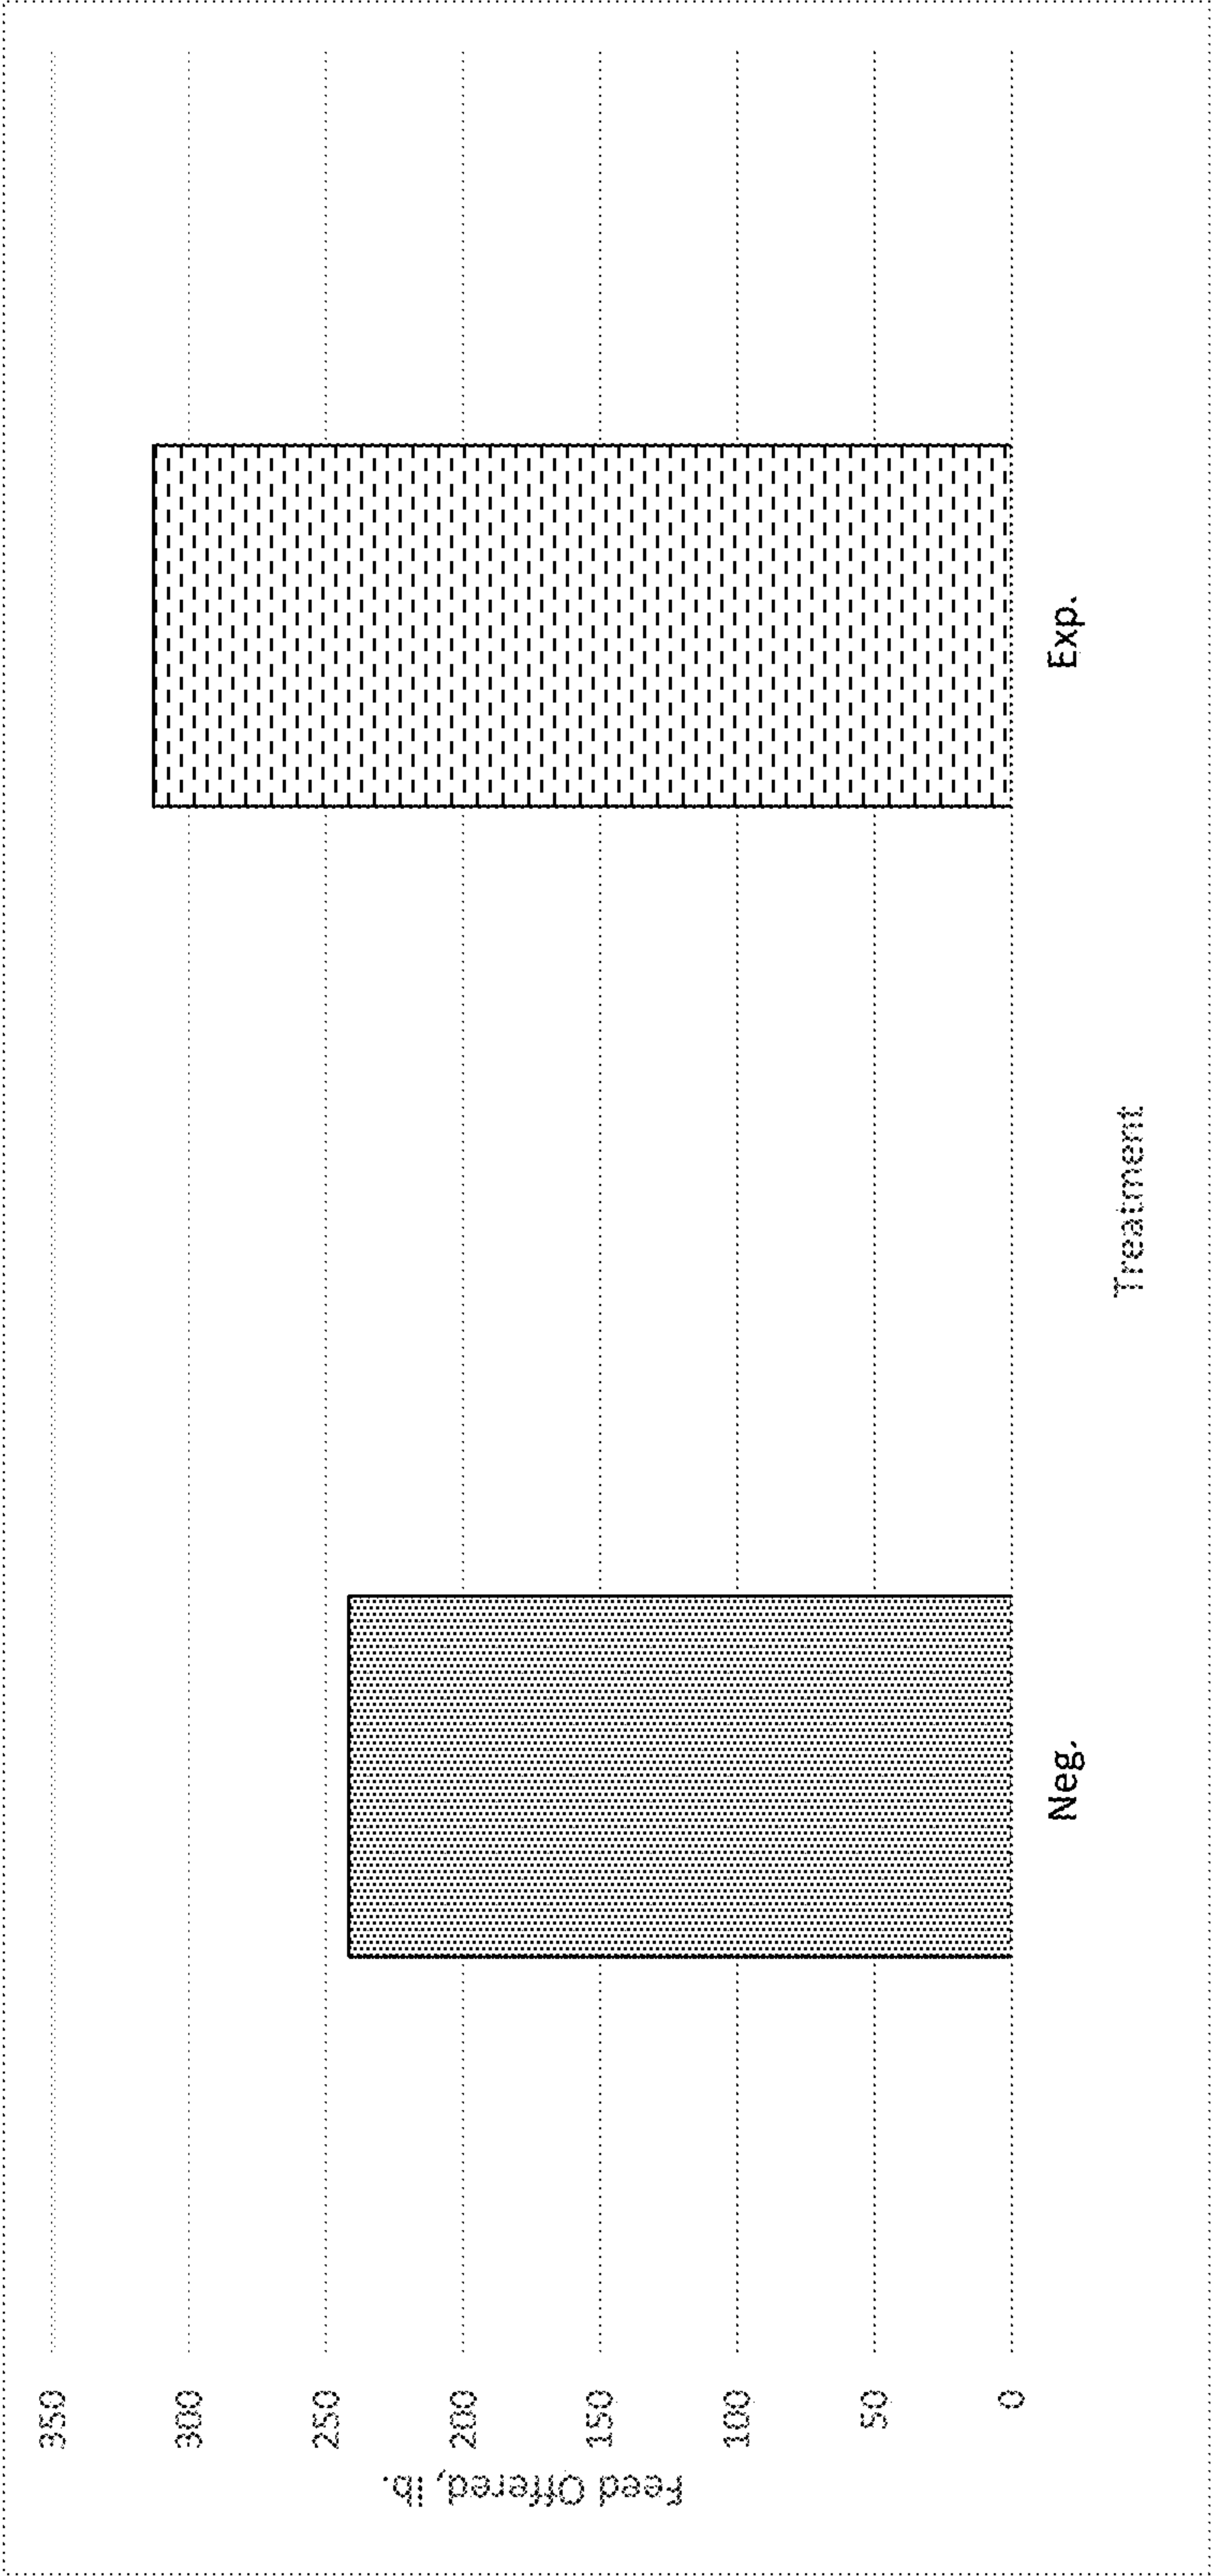 Feed Offered, lb.
350
300
250
200
150
100
50
0
Neg.
Exp.
Treatment